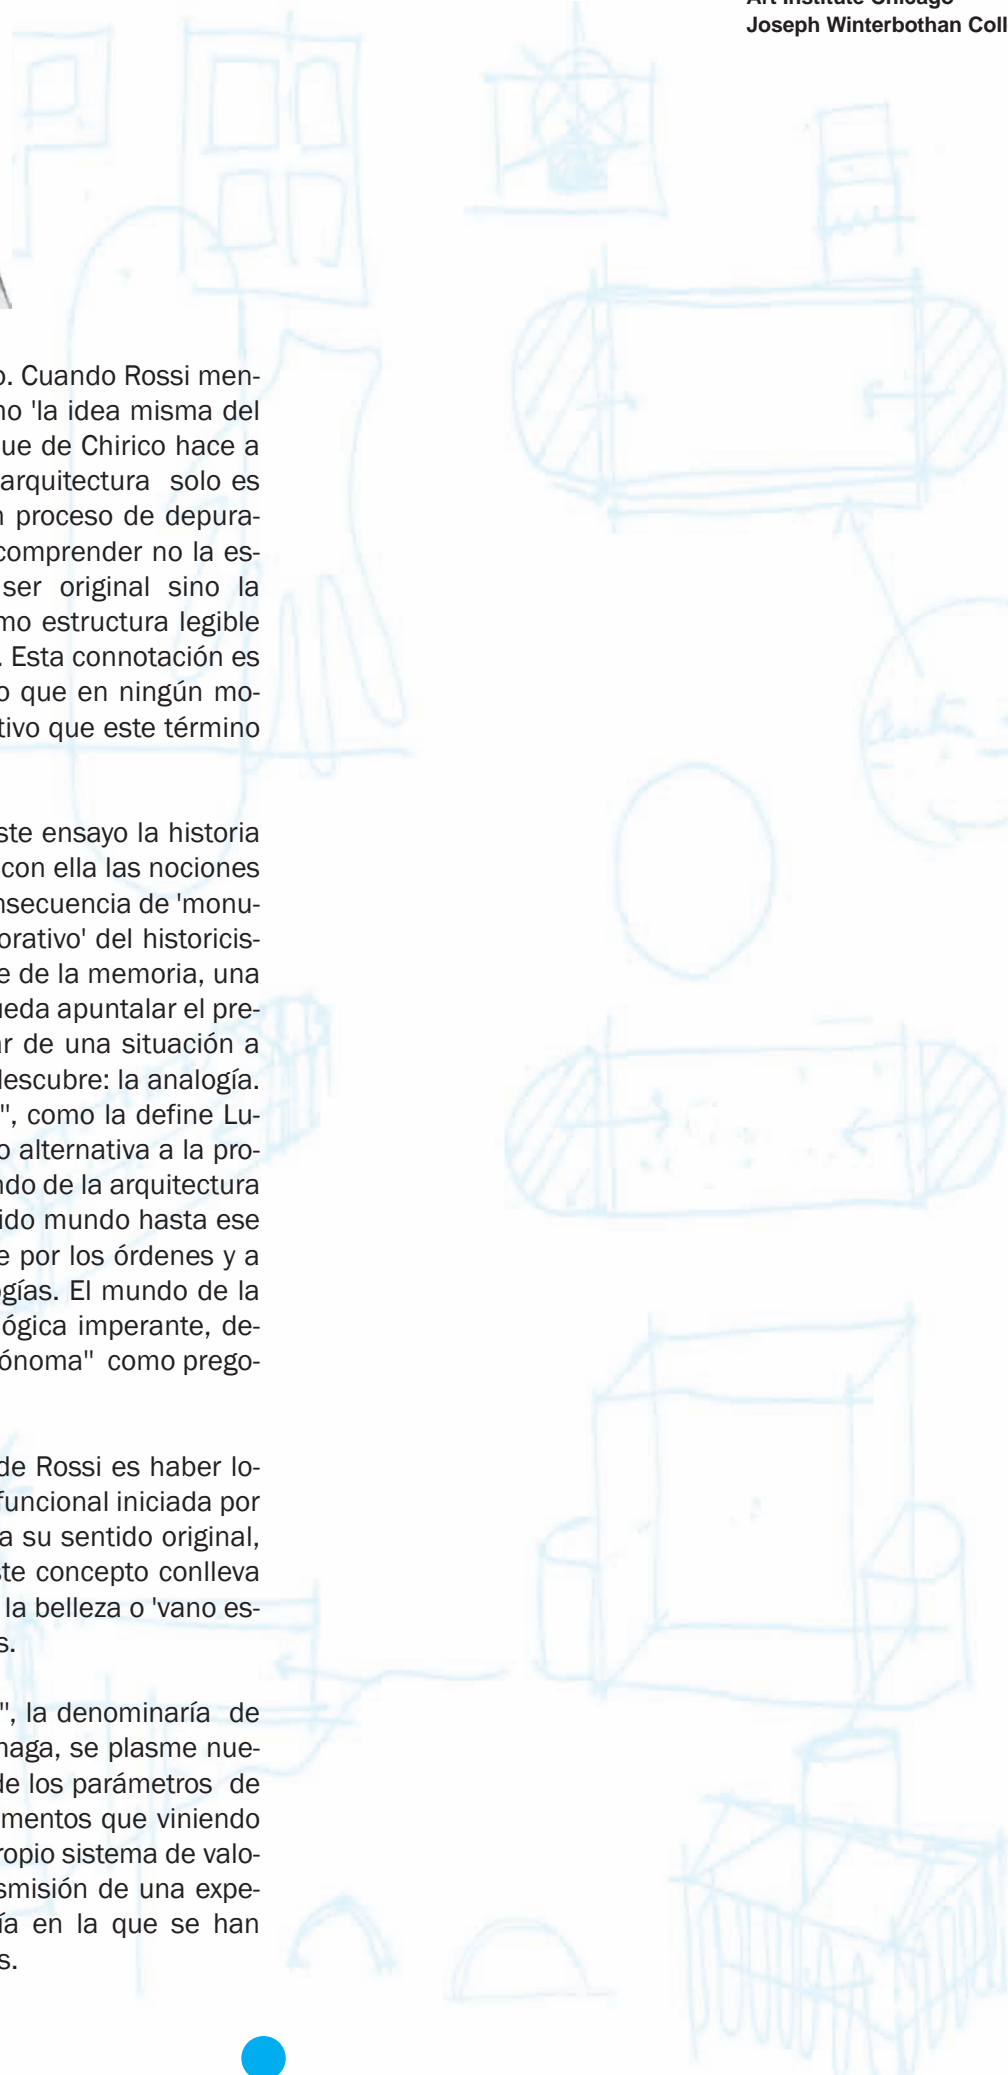 Art Institute Chicago
Joseph Winterbothan Coll
o. Cuando Rossi men-
no 'la idea misma del
ue de Chirico hace a
arquitectura solo es
n proceso de depura-
comprender no la es-
ser original sino la
mo estructura legible
. Esta connotación es
o que en ningún mo-
tivo que este término
ste ensayo la historia
con ella las nociones
nsecuencia de 'monu-
orativo' del historicis-
e de la memoria, una
ueda apuntalar el pre-
ar de una situación a
descubre: la analogía.
", como la define Lu-
o alternativa a la pro-
ndo de la arquitectura
ido mundo hasta ese
e por los órdenes y a
ogías. El mundo de la
lógica imperante, de-
ónoma" como prego-
de Rossi es haber lo-
funcional iniciada por
a su sentido original,
ste concepto conlleva
la belleza o 'vano es-
s.
", la denominaría de
haga, se plasme nue-
de los parámetros de
mentos que viniendo
ropio sistema de valo-
smisión de una expe-
ía en la que se han
s.